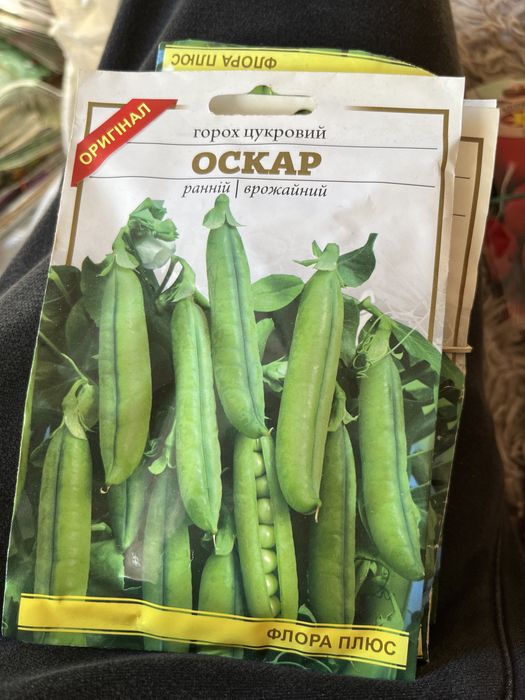 ФЛОРА ПЛЮС
ОРИГІНАЛ
горох цукровий
ОСКАР
ранній | врожайний
ФЛОРА ПЛЮС